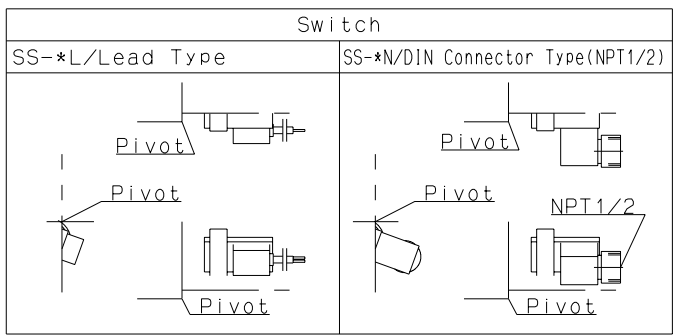 Switch
SS-*L/Lead Type
SS-*N/DIN Connector Type(NPT1/2)
Pivot
Pivot
Pivot
Pivot
Pivot
NPT1/2
Pivot